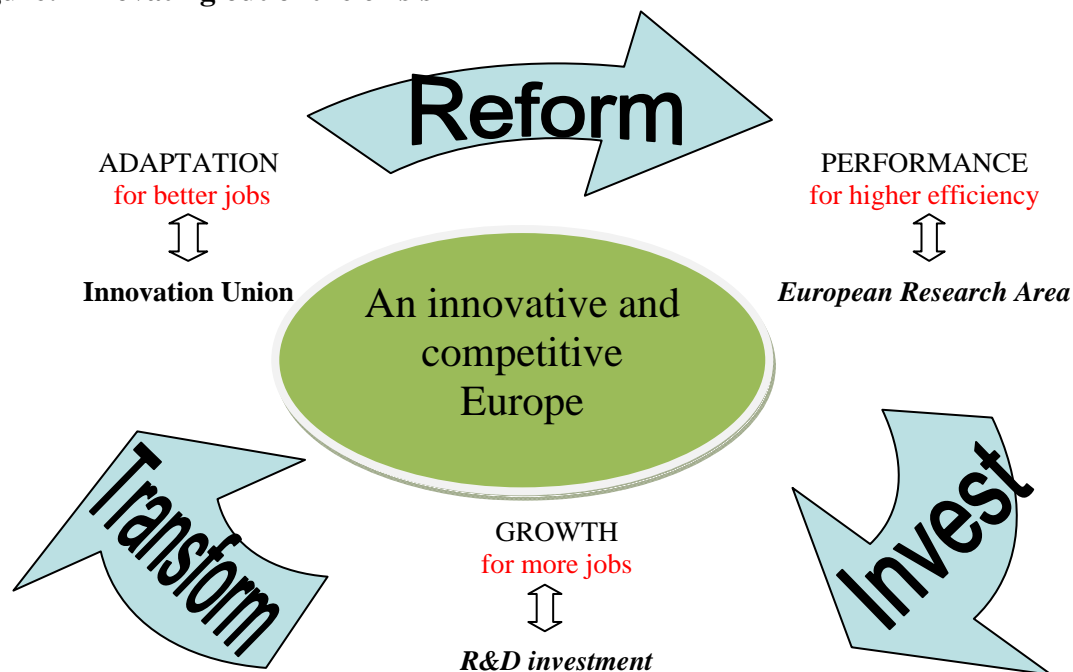 Reform
ADAPTATION
for better jobs
Innovation Union
PERFORMANCE
for higher efficiency
European Research Area
An innovative and
competitive
Europe
Transform
Invest
GROWTH
for more jobs
R&D investment